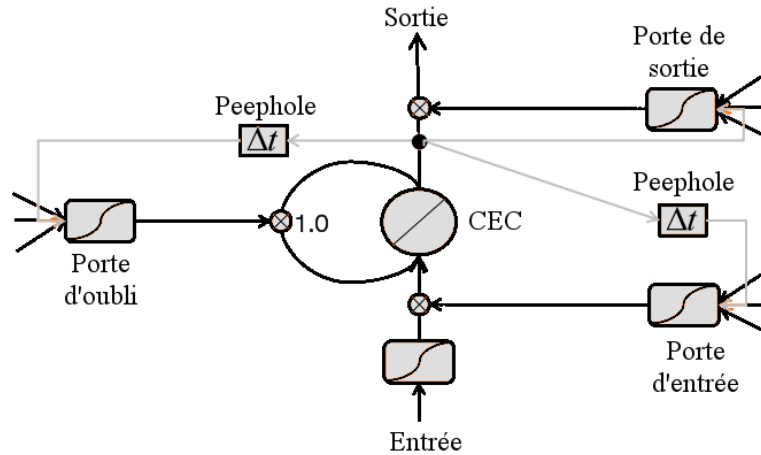 Sortie
Porte de
sortie
Peephole
Δt
Peephole
Δt
1.0
CEC
Porte
d'oubli
Porte
d'entrée
Entrée